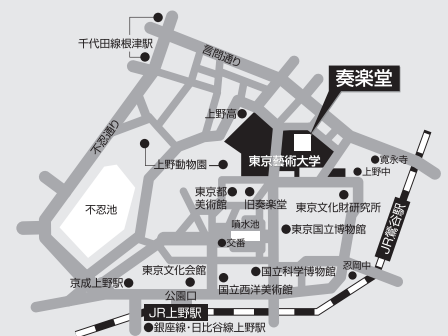 千代田線根津駅
言問通り
奏楽堂
不忍通り
上野高
東京藝術大学
寛永寺
上野中
上野動物園
東京都
美術館
旧奏楽堂
東京文化財研究所
不忍池
噴水池
東京国立博物館
交番
JR鶯谷駅
忍岡中
東京文化会館
国立科学博物館
京成上野駅
公園口
国立西洋美術館
JR上野駅
銀座線・日比谷線上野駅